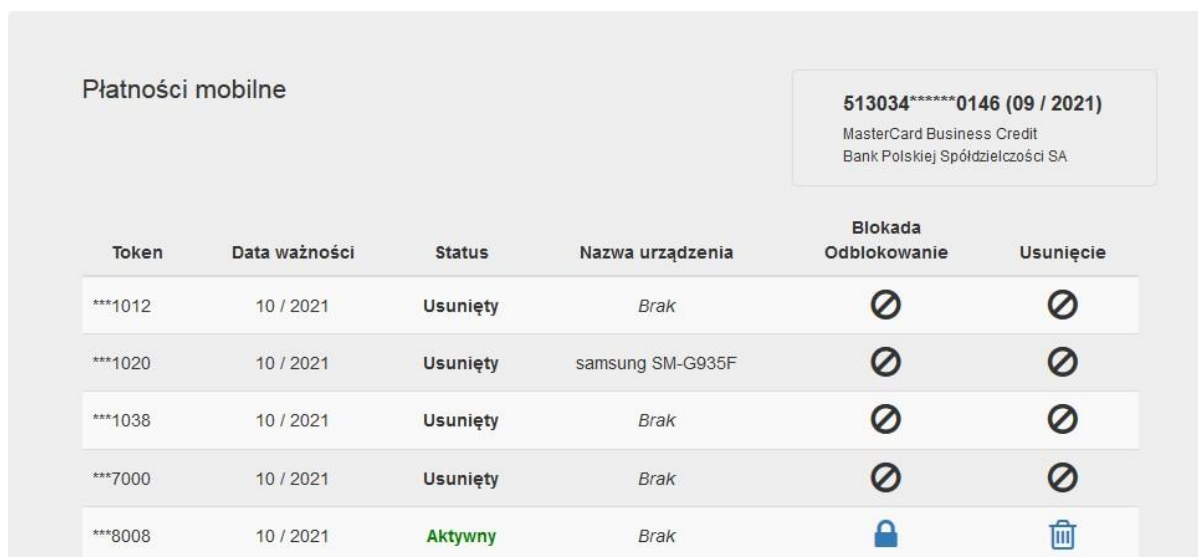 Płatności mobilne
513034******0146 (09 / 2021)
MasterCard Business Credit
Bank Polskiej Spółdzielczości SA
Token Data ważności Status Nazwa urządzenia Blokada Odblokowanie Usunięcie
***1012 10 / 2021 Usunięty Brak
***1020 10 / 2021 Usunięty samsung SM-G935F
***1038 10 / 2021 Usunięty Brak
***7000 10 / 2021 Usunięty Brak
***8008 10 / 2021 Aktywny Brak